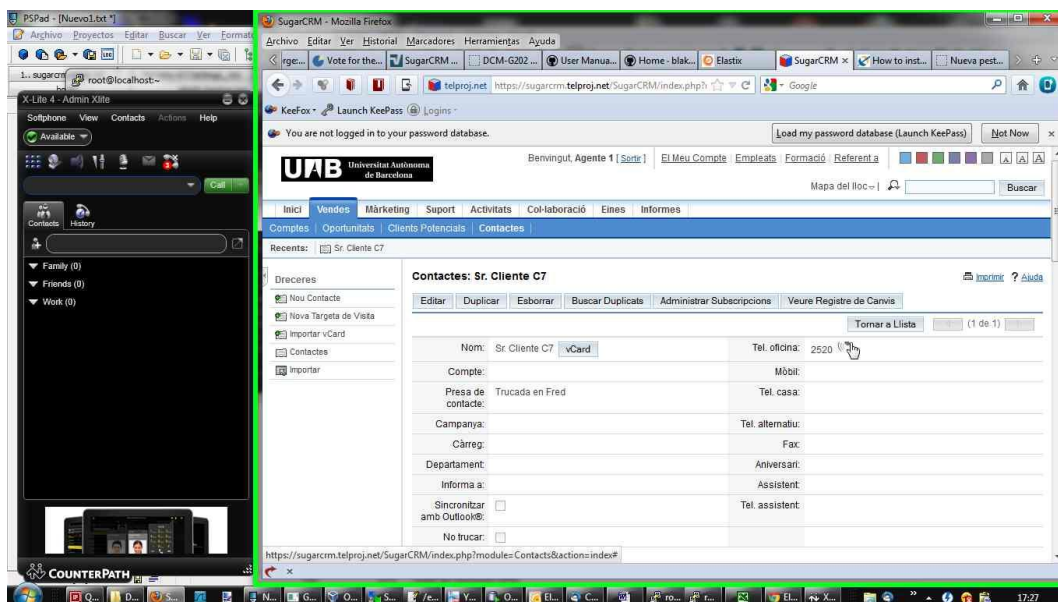 PSPad - [Nuevo1.txt *]
Archivo Proyectos Editar Buscar Ver
1.. sugarcrm
root@localhost:~
X-Lite 4 - Admin Xlite
Softphone View Contacts Actions Help
Available
Call
Contacts History
Family (0)
Friends (0)
Work (0)
COUNTERPATH
SugarCRM - Mozilla Firefox
Archivo Editar Ver Historial Marcadores Herramientas Ayuda
rge... Vote for the... SugarCRM ... DCM-G202 ... User Manua... Home - blak... Elastix SugarCRM × How to inst... Nueva pest...
telproj.net https://sugarcrm.telproj.net/SugarCRM/index.php? Google
KeeFox Launch KeePass Logins
You are not logged in to your password database. Load my password database (Launch KeePass) Not Now ×
UAB Universitat Autònoma de Barcelona
Benvingut, Agente 1 [ Sortir ] El Meu Compte Empleats Formació Referent a A A A
Mapa del lloc Buscar
Inici Vendes Màrketing Suport Activitats Col·laboració Eines Informes
Comptes Oportunitats Clients Potencials Contactes
Recents: Sr. Cliente C7
Dreceres
Nou Contacte
Nova Targeta de Visita
Importar vCard
Contactes
Importar
Contactes: Sr. Cliente C7
Imprimir ? Ajuda
Editar Duplicar Esborrar Buscar Duplicats Administrar Subscripcions Veure Registre de Canvis
Tornar a Llista (1 de 1)
Nom: Sr. Cliente C7 vCard Tel. oficina: 2520
Compte: Mòbil:
Presa de contacte: Trucada en Fred Tel. casa:
Campanya: Tel. alternatiu:
Càrreg: Fax:
Departament: Aniversari:
Informa a: Assistent:
Sincronitzar amb Outlook®: Tel. assistent:
No trucar:
https://sugarcrm.telproj.net/SugarCRM/index.php?module=Contacts&action=index#
×
17:27